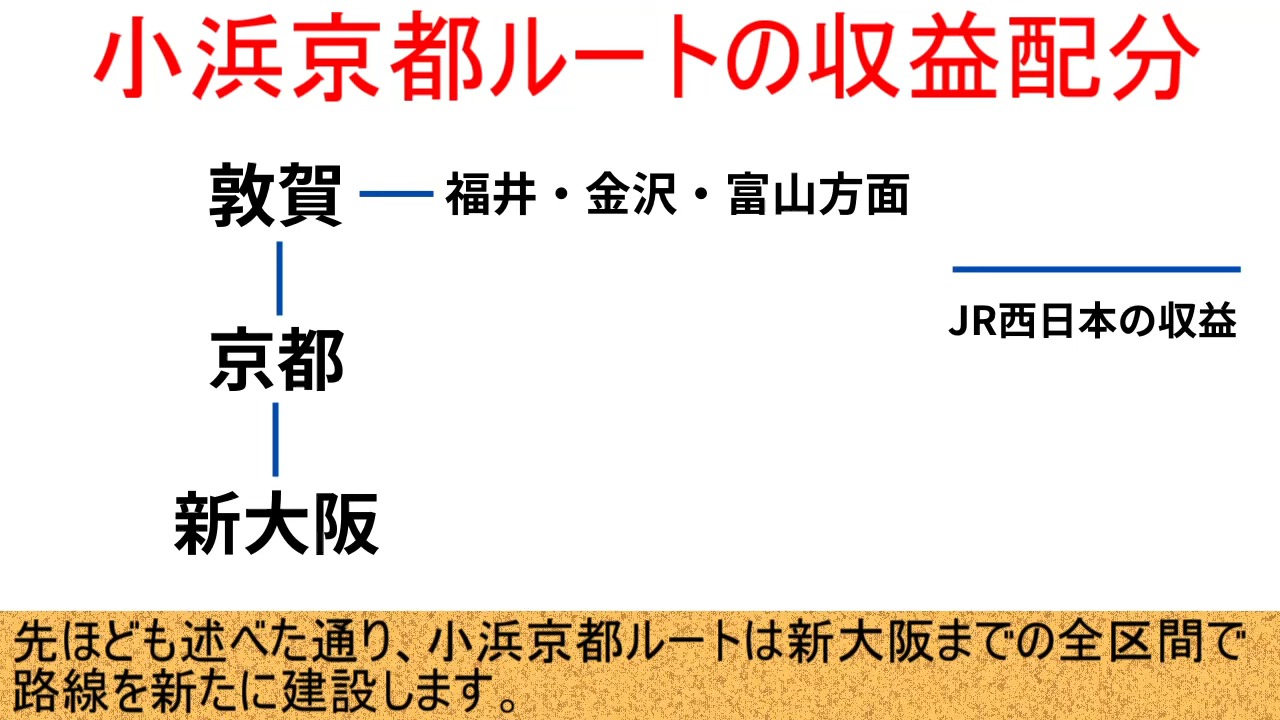 小浜京都ルートの収益配分
敦賀
福井・金沢・富山方面
JR西日本の収益
京都
新大阪
先ほども述べた通り、小浜京都ルートは新大阪までの全区間で
路線を新たに建設します。